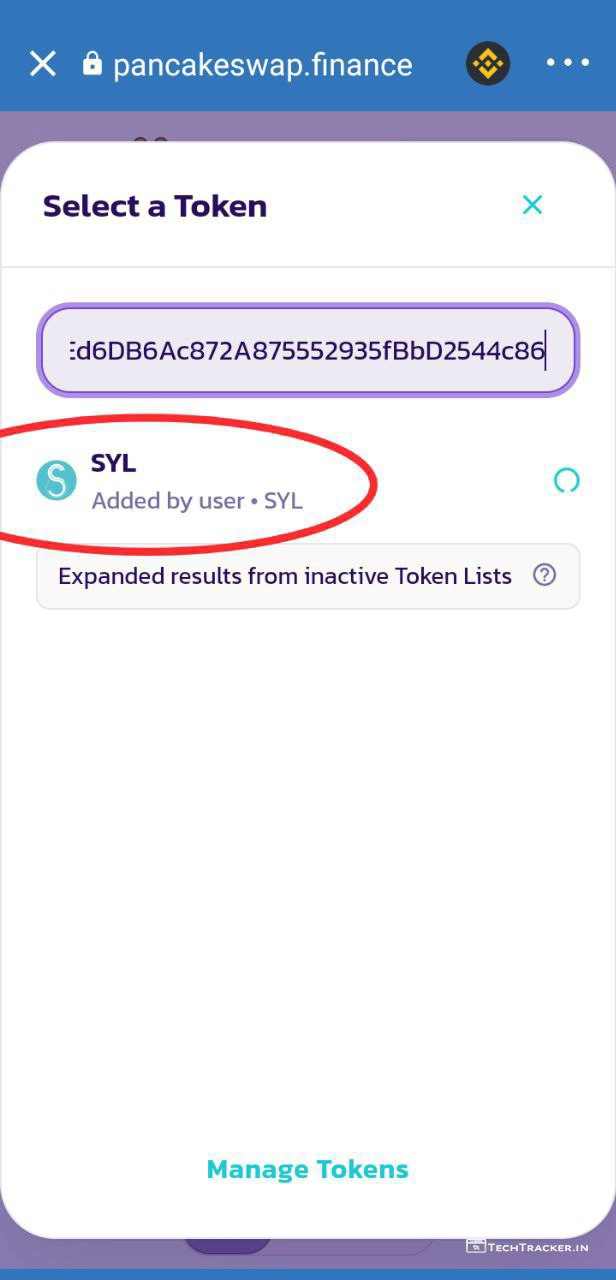 pancakeswap.finance
Select a Token
Ed6DB6Ac872A875552935fBbD2544c86
SYL
Added by user • SYL
Expanded results from inactive Token Lists
Manage Tokens
TechTracker.in